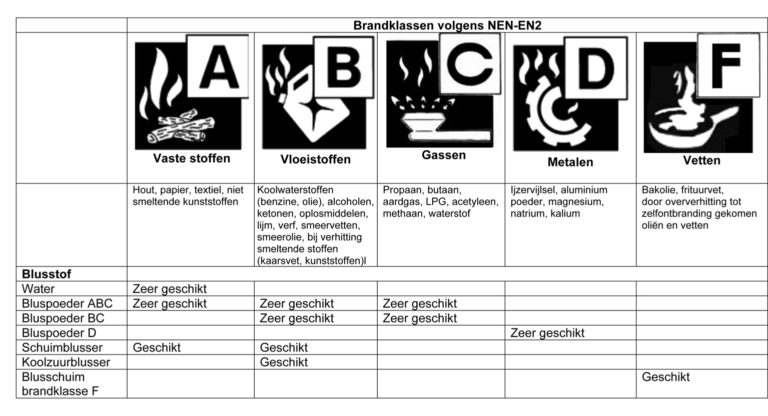 Brandklassen volgens NEN-EN2
A B C D F
Vaste stoffen Vloeistoffen Gassen Metalen Vetten
Hout, papier, textiel, niet
smeltende kunststoffen
Koolwaterstoffen
(benzine, olie), alcoholen,
ketonen, oplosmiddelen,
lijm, verf, smeervetten,
smeerolie, bij verhitting
smeltende stoffen
(kaarsvet, kunststoffen)l
Propaan, butaan,
aardgas, LPG, acetyleen,
methaan, waterstof
Ijzervijlsel, aluminium
poeder, magnesium,
natrium, kalium
Bakolie, frituurvet,
door oververhitting tot
zelfontbranding gekomen
oliën en vetten
Blusstof
Water Zeer geschikt
Bluspoeder ABC Zeer geschikt Zeer geschikt Zeer geschikt
Bluspoeder BC Zeer geschikt Zeer geschikt
Bluspoeder D Zeer geschikt
Schuimblusser Geschikt Geschikt
Koolzuurblusser Geschikt
Blusschuim Geschikt
brandklasse F